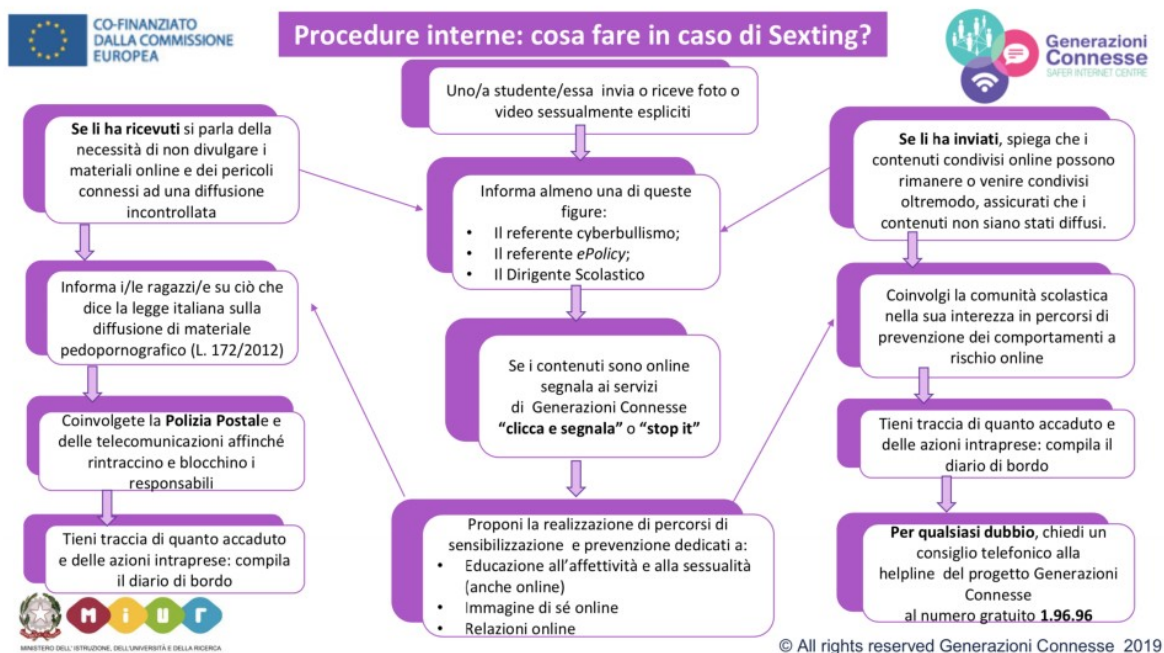 CO-FINANZIATO
DALLA COMMISSIONE
EUROPEA
Procedure interne: cosa fare in caso di Sexting?
Generazioni
Connesse
SAFER INTERNET CENTRE
Uno/a studente/essa invia o riceve foto o
video sessualmente espliciti
Se li ha ricevuti si parla della
necessità di non divulgare i
materiali online e dei pericoli
connessi ad una diffusione
incontrollata
Informa i/le ragazzi/e su ciò che
dice la legge italiana sulla
diffusione di materiale
pedopornografico (L. 172/2012)
Coinvolgete la Polizia Postale e
delle telecomunicazioni affinché
rintraccino e blocchino i
responsabili
Tieni traccia di quanto accaduto
e delle azioni intraprese: compila
il diario di bordo
Informa almeno una di queste
figure:
• Il referente cyberbullismo;
• Il referente ePolicy;
• Il Dirigente Scolastico
Se i contenuti sono online
segnala ai servizi
di Generazioni Connesse
“clicca e segnala” o “stop it”
Proponi la realizzazione di percorsi di
sensibilizzazione e prevenzione dedicati a:
• Educazione all'affettività e alla sessualità
(anche online)
• Immagine di sé online
• Relazioni online
Se li ha inviati, spiega che i
contenuti condivisi online possono
rimanere o venire condivisi
oltremodo, assicurati che i
contenuti non siano stati diffusi.
Coinvolgi la comunità scolastica
nella sua interezza in percorsi di
prevenzione dei comportamenti a
rischio online
Tieni traccia di quanto accaduto e
delle azioni intraprese: compila il
diario di bordo
Per qualsiasi dubbio, chiedi un
consiglio telefonico alla
helpline del progetto Generazioni
Connesse
al numero gratuito 1.96.96
miur
MINISTERO DELL'ISTRUZIONE, DELL'UNIVERSITÀ E DELLA RICERCA
© All rights reserved Generazioni Connesse 2019